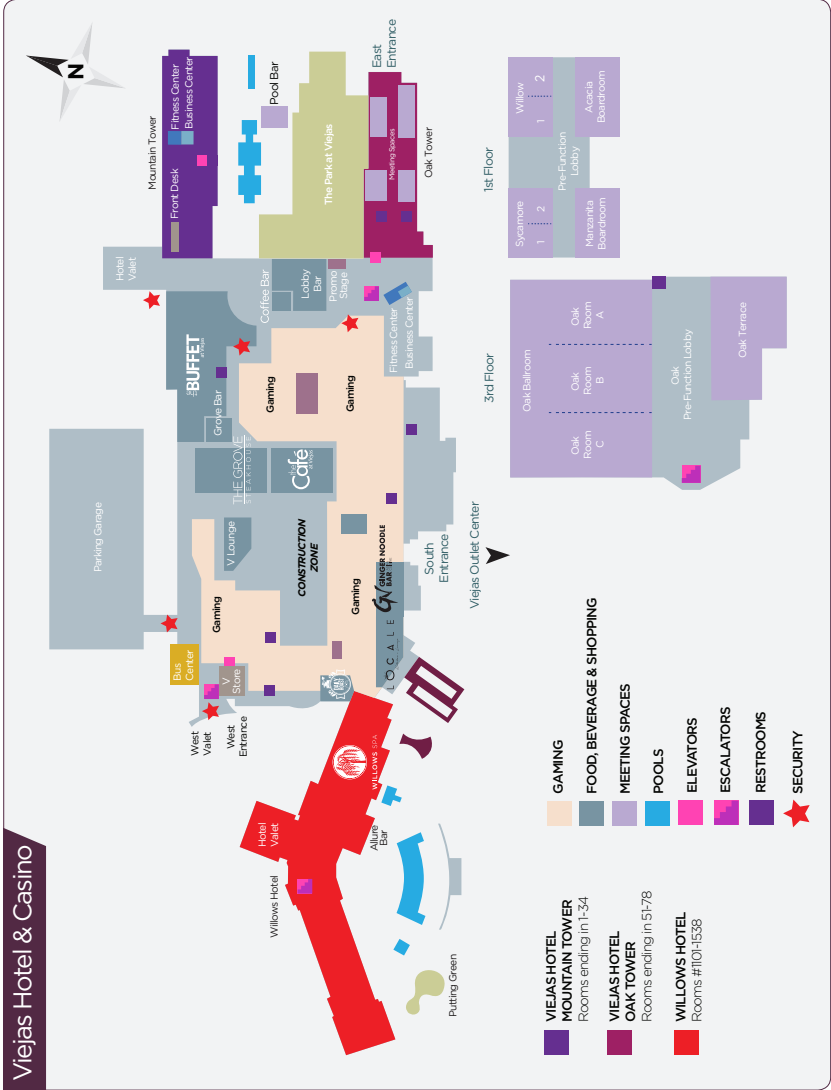 Viejas Hotel & Casino
N
Mountain Tower
Front Desk
Fitness Center
Business Center
Pool Bar
The Park at Viejas
East
Entrance
Meeting Spaces
Oak Tower
Hotel
Valet
Coffee Bar
Lobby
Bar
Promo
Stage
Fitness Center
Business Center
THE
BUFFET
at Viejas
Grove Bar
Gaming
Gaming
THE GROVE
STEAKHOUSE
the
Café
at Viejas
Parking Garage
V Lounge
CONSTRUCTION
ZONE
Gaming
Gaming
GN
GINGER NOODLE
BAR
LOCALE
South
Entrance
Viejas Outlet Center
Bus
Center
V
Store
West
Valet
West
Entrance
WILLOWS SPA
Hotel
Valet
Allure
Bar
Willows Hotel
Putting Green
1st Floor
Sycamore
1 2
Willow
1 2
Pre-Function
Lobby
Manzanita
Boardroom
Acacia
Boardroom
3rd Floor
Oak Ballroom
Oak
Room
C
Oak
Room
B
Oak
Room
A
Oak
Pre-Function Lobby
Oak Terrace
VIEJAS HOTEL
MOUNTAIN TOWER
Rooms ending in 1-34
VIEJAS HOTEL
OAK TOWER
Rooms ending in 51-78
WILLOWS HOTEL
Rooms #1101-1538
GAMING
FOOD, BEVERAGE & SHOPPING
MEETING SPACES
POOLS
ELEVATORS
ESCALATORS
RESTROOMS
SECURITY